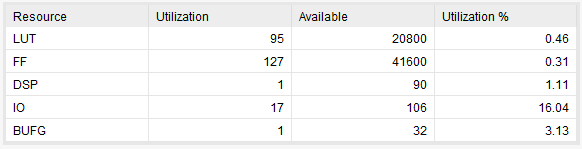 Resource Utilization Available Utilization %
LUT 95 20800 0.46
FF 127 41600 0.31
DSP 1 90 1.11
IO 17 106 16.04
BUFG 1 32 3.13